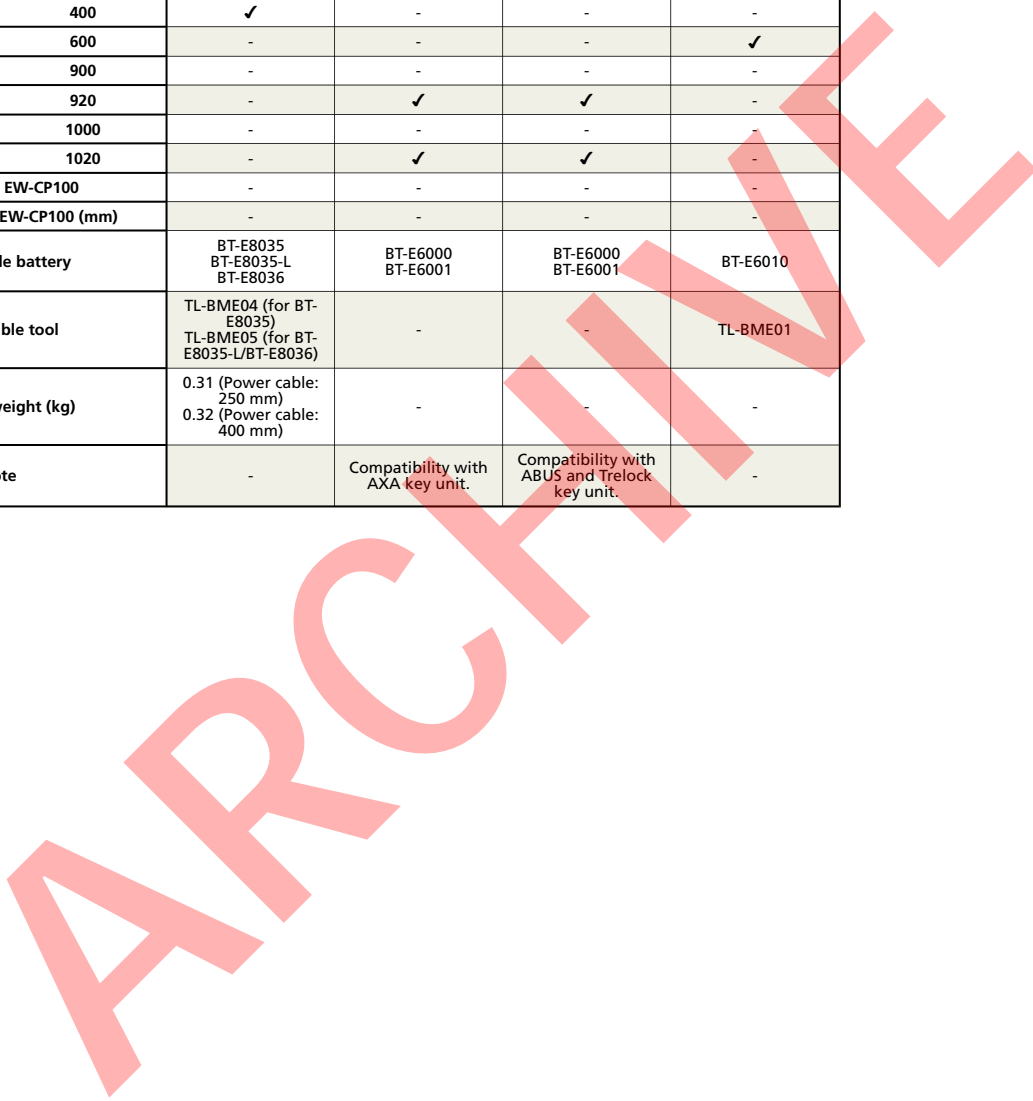 400 ✓ - - -
600 - - - ✓
900 - - - -
920 - ✓ ✓ -
1000 - - - -
1020 - ✓ ✓ -
EW-CP100 - - - -
EW-CP100 (mm) - - - -
le battery
BT-E8035
BT-E8035-L
BT-E8036
BT-E6000
BT-E6001
BT-E6000
BT-E6001
BT-E6010
ble tool
TL-BME04 (for BT-
E8035)
TL-BME05 (for BT-
E8035-L/BT-E8036)
-
-
TL-BME01
eight (kg)
0.31 (Power cable:
250 mm)
0.32 (Power cable:
400 mm)
-
-
-
te
-
Compatibility with
AXA key unit.
Compatibility with
ABUS and Trelock
key unit.
-
ARCHIVE